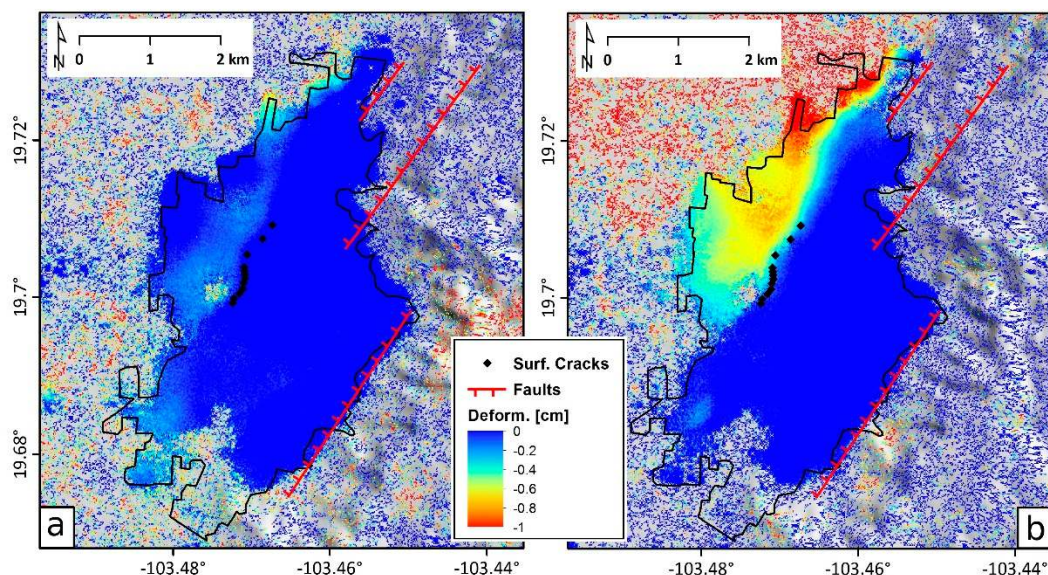 N
0 1 2
km
N
0 1 2
km
19.72°
19.7°
19.68°
19.72°
19.7°
19.68°
Surf. Cracks
Faults
Deform. [cm]
0
-0.2
-0.4
-0.6
-0.8
-1
a
b
-103.48° -103.46° -103.44°
-103.48° -103.46° -103.44°